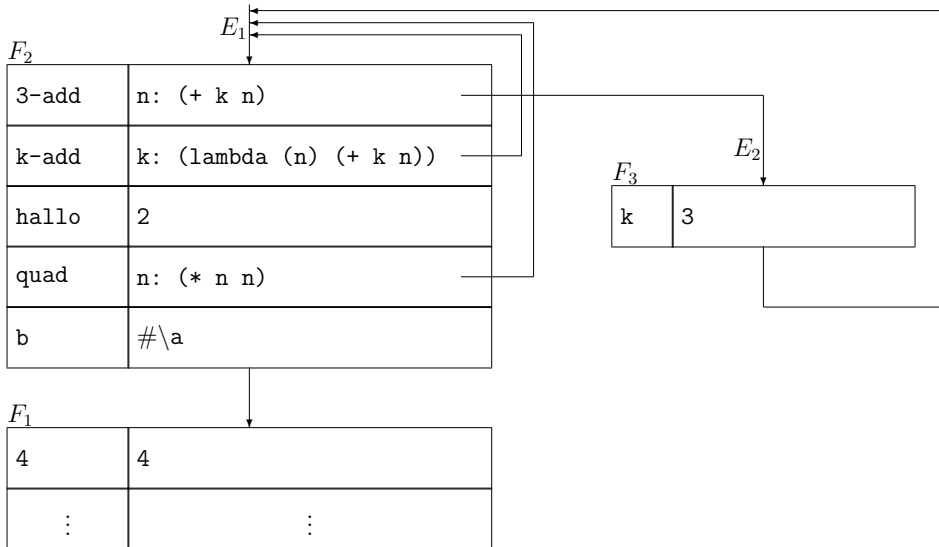 E₁
F₂
3-add n: (+ k n)
k-add k: (lambda (n) (+ k n))
hallo 2
quad n: (* n n)
b #\a
E₂
F₃
k 3
F₁
4 4
⋮ ⋮